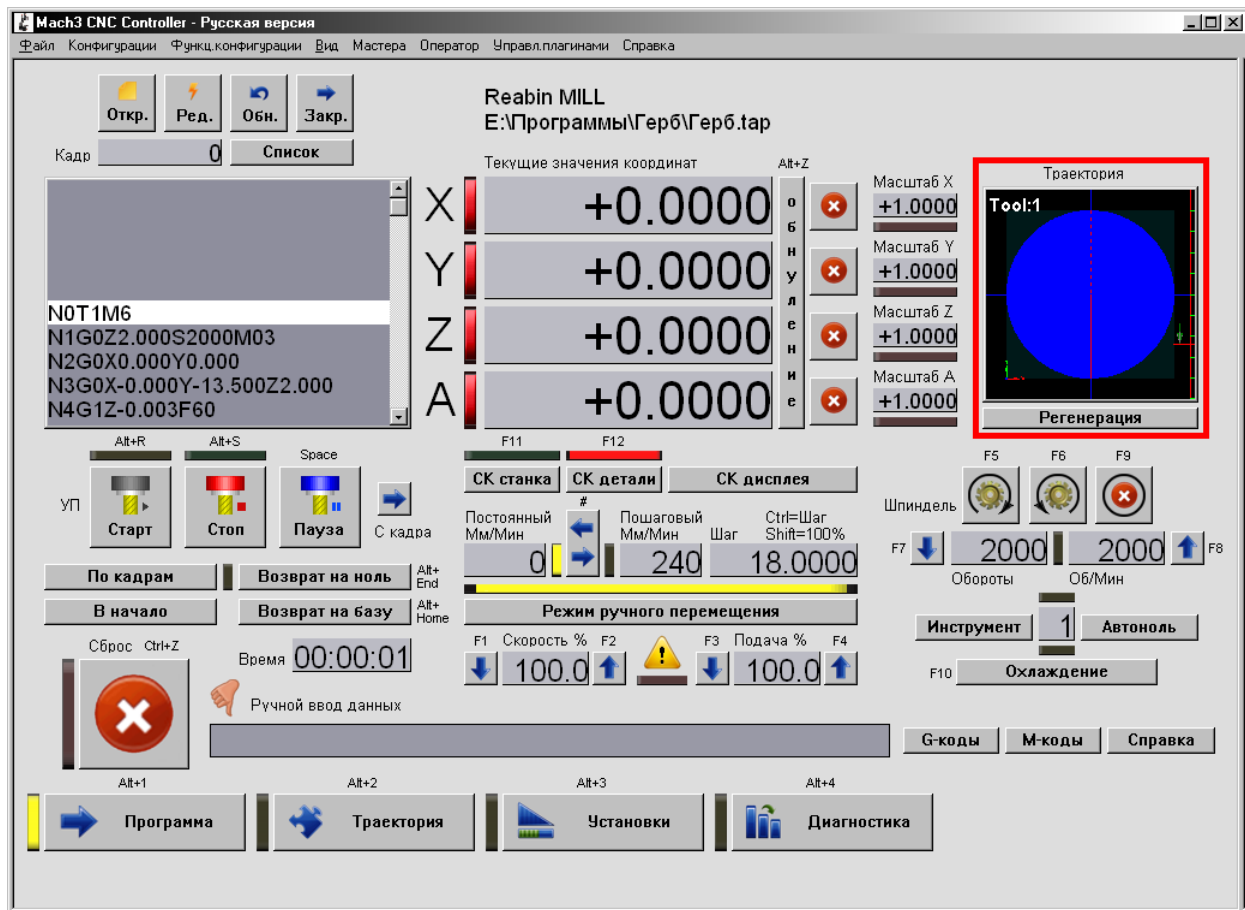 Mach3 CNC Controller - Русская версия
Файл Конфигурации Функц.конфигурации Вид Мастера Оператор Управл.плагинами Справка
Откр. Ред. Обн. Закр.
Reabin MILL
E:\Программы\Герб\Герб.tap
Кадр 0 Список
Текущие значения координат Alt+Z
Траектория
Tool:1
X +0.0000 Масштаб X +1.0000
Y +0.0000 Масштаб Y +1.0000
Z +0.0000 Масштаб Z +1.0000
A +0.0000 Масштаб A +1.0000
обнуление
Регенерация
N0T1M6
N1G0Z2.000S2000M03
N2G0X0.000Y0.000
N3G0X-0.000Y-13.500Z2.000
N4G1Z-0.003F60
Alt+R Alt+S Space
УП Старт Стоп Пауза С кадра
F11 F12
СК станка СК детали СК дисплея
#
Постоянный Мм/Мин 0
Пошаговый Мм/Мин 240
Шаг
Ctrl=Шаг
Shift=100%
18.0000
F5 F6 F9
Шпиндель
F7 2000 2000 F8
Обороты Об/Мин
По кадрам Возврат на ноль Alt+ End
В начало Возврат на базу Alt+ Home
Режим ручного перемещения
Инструмент 1 Автоноль
F1 Скорость % F2 F3 Подача % F4
100.0 100.0
F10 Охлаждение
Сброс Ctrl+Z
Время 00:00:01
Ручной ввод данных
G-коды М-коды Справка
Alt+1 Alt+2 Alt+3 Alt+4
Программа Траектория Установки Диагностика